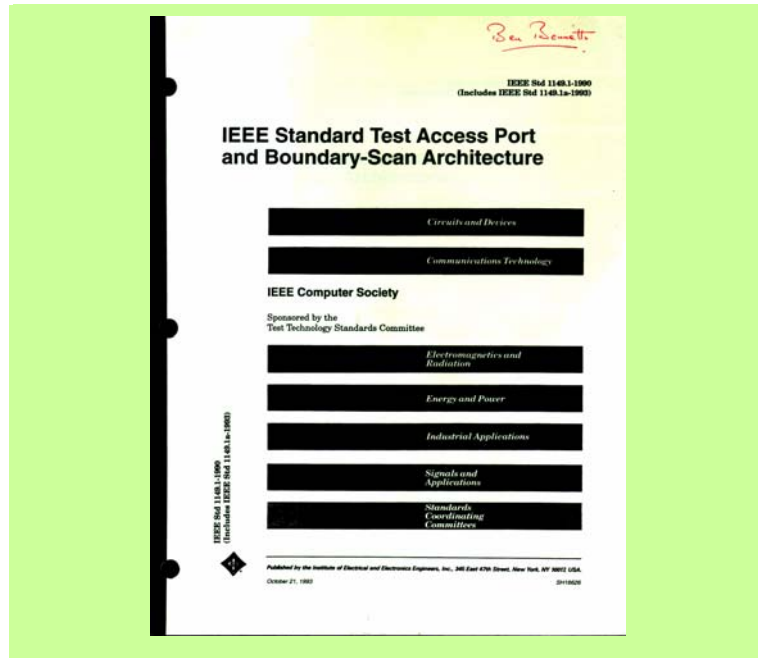 Ben Bennetts
IEEE Std 1149.1-1990
(Includes IEEE Std 1149.1a-1993)
IEEE Standard Test Access Port
and Boundary-Scan Architecture
Circuits and Devices
Communications Technology
IEEE Computer Society
Sponsored by the
Test Technology Standards Committee
Electromagnetics and
Radiation
Energy and Power
Industrial Applications
Signals and
Applications
Standards
Coordinating
Committees
IEEE Std 1149.1-1990
(Includes IEEE Std 1149.1a-1993)
Published by the Institute of Electrical and Electronics Engineers, Inc., 345 East 47th Street, New York, NY 10017, USA.
October 21, 1993
SH16626